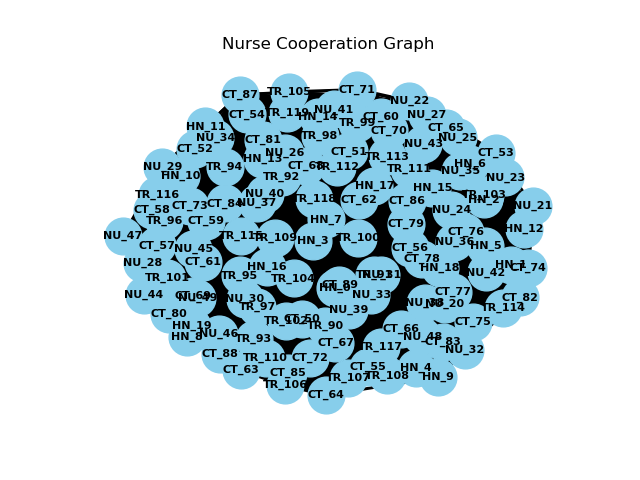 Nurse Cooperation Graph
CT_87
TR_105
CT_71
NU_22
CT_54
TR_119
HN_14
NU_41
TR_99
CT_60
NU_27
HN_11
NU_34
CT_70
CT_65
NU_25
CT_52
CT_81
TR_98
NU_43
NU_26
CT_51
CT_53
NU_29
HN_10
TR_94
HN_13
CT_68
TR_112
TR_113
TR_111
HN_6
NU_35
TR_92
NU_23
TR_116
NU_40
HN_17
HN_15
TR_103
HN_2
CT_58
CT_73
CT_84
NU_37
TR_118
CT_62
CT_86
NU_24
NU_21
TR_96
CT_59
HN_7
CT_79
HN_12
NU_47
CT_57
NU_45
TR_115
TR_109
HN_3
TR_100
CT_56
CT_76
NU_36
HN_5
NU_28
CT_61
HN_16
CT_78
HN_18
HN_1
CT_74
TR_101
TR_95
TR_104
CT_89
NU_31
NU_42
NU_44
CT_69
NU_30
NU_33
CT_77
CT_82
TR_97
NU_39
NU_20
TR_114
CT_80
CT_50
CT_75
HN_19
TR_90
CT_66
HN_8
NU_46
TR_93
CT_67
TR_117
NU_48
CT_83
NU_32
CT_88
TR_110
CT_72
CT_63
CT_85
CT_55
HN_4
TR_106
TR_107
TR_108
HN_9
CT_64